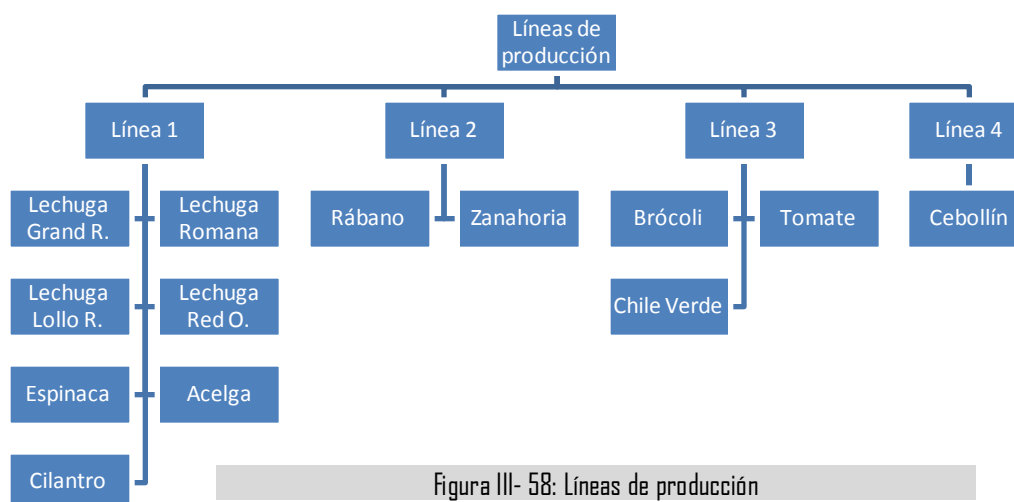 Líneas de
producción
Línea 1
Línea 2
Línea 3
Línea 4
Lechuga
Grand R.
Lechuga
Romana
Rábano
Zanahoria
Brócoli
Tomate
Cebollín
Lechuga
Lollo R.
Lechuga
Red O.
Chile Verde
Espinaca
Acelga
Cilantro
Figura III- 58: Líneas de producción